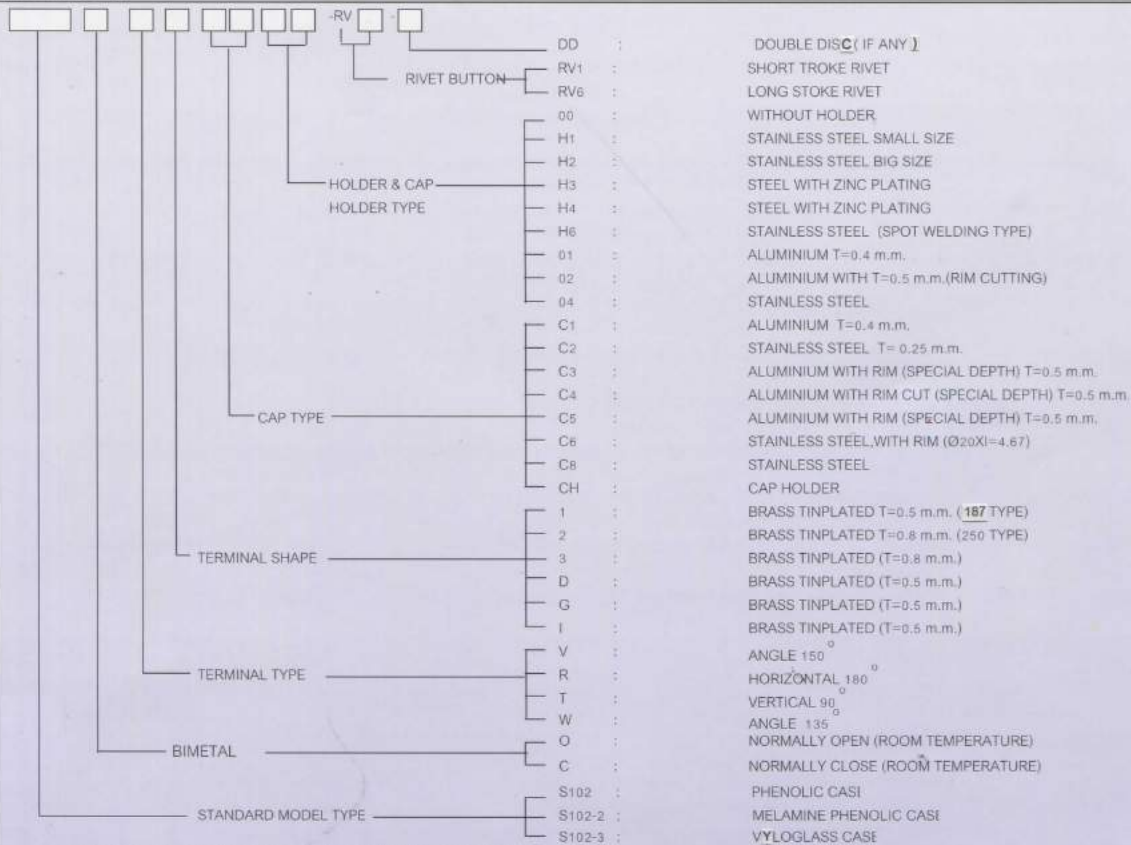 -RV -
DD : DOUBLE DISC( IF ANY )
RIVET BUTTON
RV1 : SHORT TROKE RIVET
RV6 : LONG STOKE RIVET
00 : WITHOUT HOLDER
H1 : STAINLESS STEEL SMALL SIZE
H2 : STAINLESS STEEL BIG SIZE
HOLDER & CAP
HOLDER TYPE
H3 : STEEL WITH ZINC PLATING
H4 : STEEL WITH ZINC PLATING
H6 : STAINLESS STEEL (SPOT WELDING TYPE)
01 : ALUMINIUM T=0.4 m.m.
02 : ALUMINIUM WITH T=0.5 m.m.(RIM CUTTING)
04 : STAINLESS STEEL
C1 : ALUMINIUM T=0.4 m.m.
C2 : STAINLESS STEEL T= 0.25 m.m.
C3 : ALUMINIUM WITH RIM (SPECIAL DEPTH) T=0.5 m.m.
C4 : ALUMINIUM WITH RIM CUT (SPECIAL DEPTH) T=0.5 m.m.
CAP TYPE
C5 : ALUMINIUM WITH RIM (SPECIAL DEPTH) T=0.5 m.m.
C6 : STAINLESS STEEL,WITH RIM (Ø20XI=4.67)
C8 : STAINLESS STEEL
CH : CAP HOLDER
1 : BRASS TINPLATED T=0.5 m.m. ( 187 TYPE)
2 : BRASS TINPLATED T=0.8 m.m. (250 TYPE)
TERMINAL SHAPE
3 : BRASS TINPLATED (T=0.8 m.m.)
D : BRASS TINPLATED (T=0.5 m.m.)
G : BRASS TINPLATED (T=0.5 m.m.)
I : BRASS TINPLATED (T=0.5 m.m.)
V : ANGLE 150°
TERMINAL TYPE
R : HORIZONTAL 180°
T : VERTICAL 90°
W : ANGLE 135°
BIMETAL
O : NORMALLY OPEN (ROOM TEMPERATURE)
C : NORMALLY CLOSE (ROOM TEMPERATURE)
S102 : PHENOLIC CASE
STANDARD MODEL TYPE
S102-2 : MELAMINE PHENOLIC CASE
S102-3 : VYLOGLASS CASE